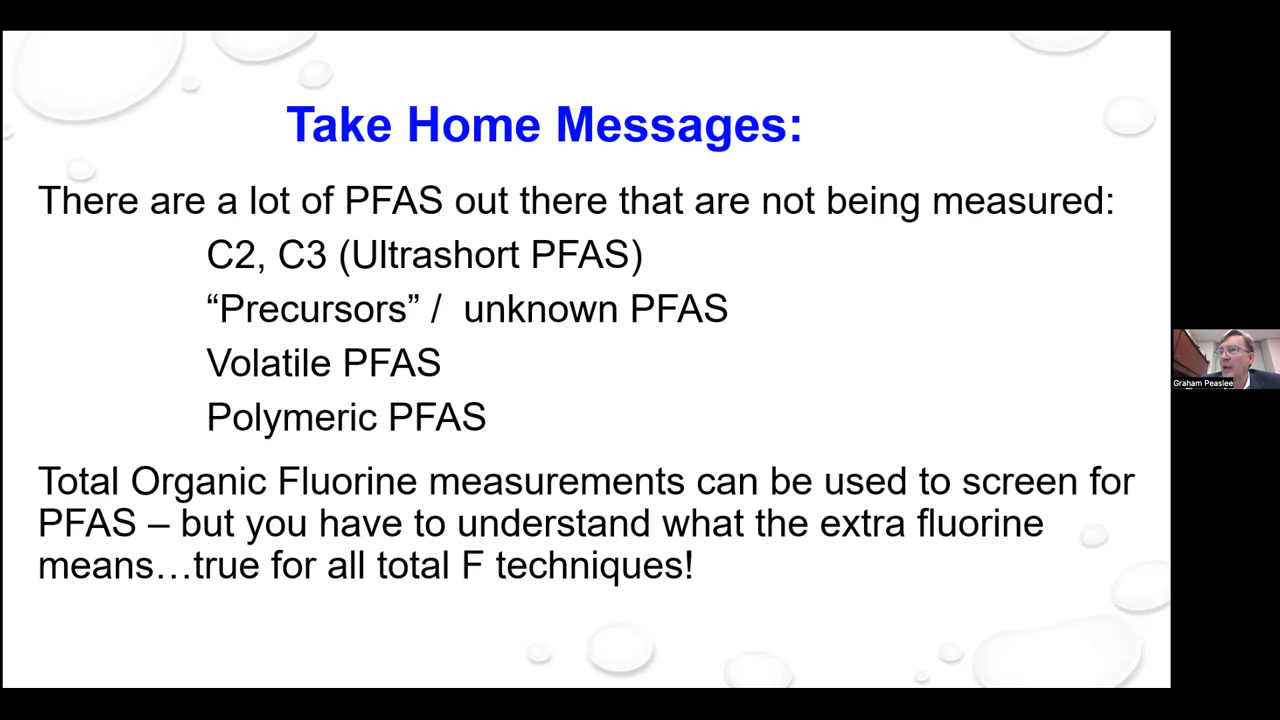 Take Home Messages:
There are a lot of PFAS out there that are not being measured:
C2, C3 (Ultrashort PFAS)
“Precursors” /  unknown PFAS
Volatile PFAS
Polymeric PFAS
Total Organic Fluorine measurements can be used to screen for
PFAS – but you have to understand what the extra fluorine
means…true for all total F techniques!
Graham Peaslee